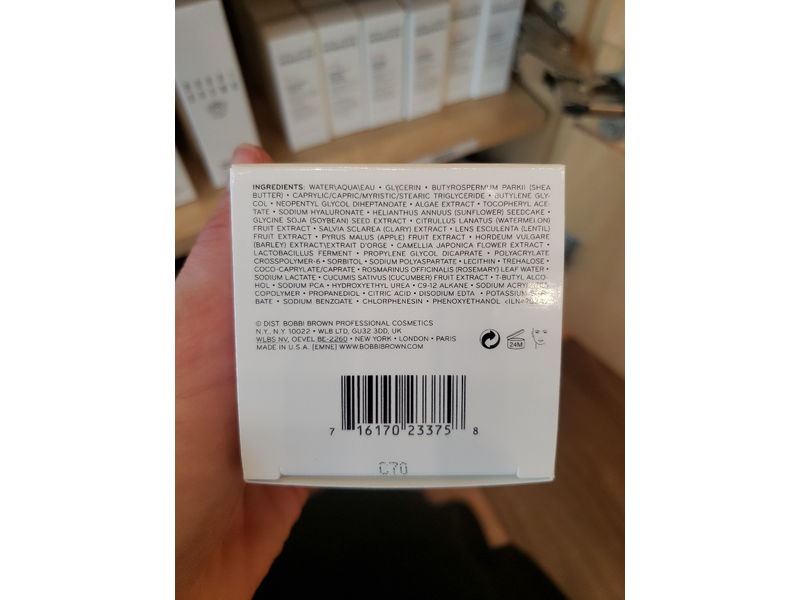 BOBBI
BROWN
INGREDIENTS: WATER\AQUA\EAU • GLYCERIN • BUTYROSPERMUM PARKII (SHEA
BUTTER) • CAPRYLIC/CAPRIC/MYRISTIC/STEARIC TRIGLYCERIDE • BUTYLENE GLY-
COL • NEOPENTYL GLYCOL DIHEPTANOATE • ALGAE EXTRACT • TOCOPHERYL ACE-
TATE • SODIUM HYALURONATE • HELIANTHUS ANNUUS (SUNFLOWER) SEEDCAKE •
GLYCINE SOJA (SOYBEAN) SEED EXTRACT • CITRULLUS LANATUS (WATERMELON)
FRUIT EXTRACT • SALVIA SCLAREA (CLARY) EXTRACT • LENS ESCULENTA (LENTIL)
FRUIT EXTRACT • PYRUS MALUS (APPLE) FRUIT EXTRACT • HORDEUM VULGARE
(BARLEY) EXTRACT\EXTRAIT D'ORGE • CAMELLIA JAPONICA FLOWER EXTRACT •
LACTOBACILLUS FERMENT • PROPYLENE GLYCOL DICAPRATE • POLYACRYLATE
CROSSPOLYMER-6 • SORBITOL • SODIUM POLYASPARTATE • LECITHIN • TREHALOSE •
COCO-CAPRYLATE/CAPRATE • ROSMARINUS OFFICINALIS (ROSEMARY) LEAF WATER •
SODIUM LACTATE • CUCUMIS SATIVUS (CUCUMBER) FRUIT EXTRACT • T-BUTYL ALCO-
HOL • SODIUM PCA • HYDROXYETHYL UREA • C9-12 ALKANE • SODIUM
COPOLYMER • PROPANEDIOL • CITRIC ACID • DISODIUM EDTA • POTASSIUM
BATE • SODIUM BENZOATE • CHLORPHENESIN • PHENOXYETHANOL
© DIST. BOBBI BROWN PROFESSIONAL COSMETICS
N.Y., N.Y. 10022 • WLB LTD, GU32 3DD, UK
WLBS NV, OEVEL BE-2260 • NEW YORK • LONDON • PARIS
MADE IN U.S.A. [EMNE] WWW.BOBBIBROWN.COM
24M
7 16170 23375 8
C70